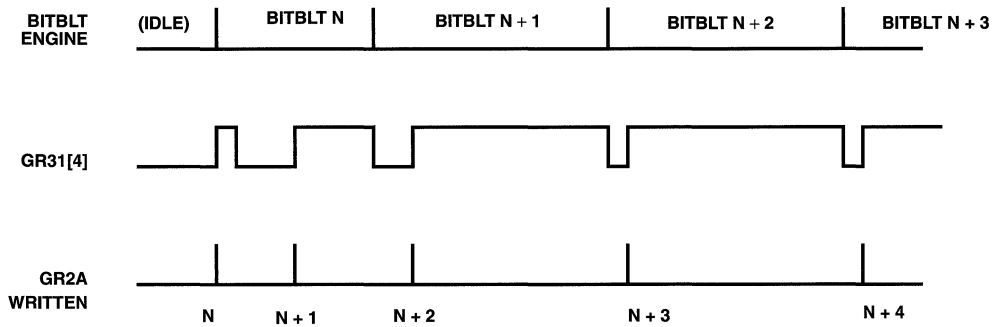 BITBLT ENGINE
(IDLE)
BITBLT N
BITBLT N + 1
BITBLT N + 2
BITBLT N + 3
GR31[4]
GR2A
WRITTEN
N
N + 1
N + 2
N + 3
N + 4